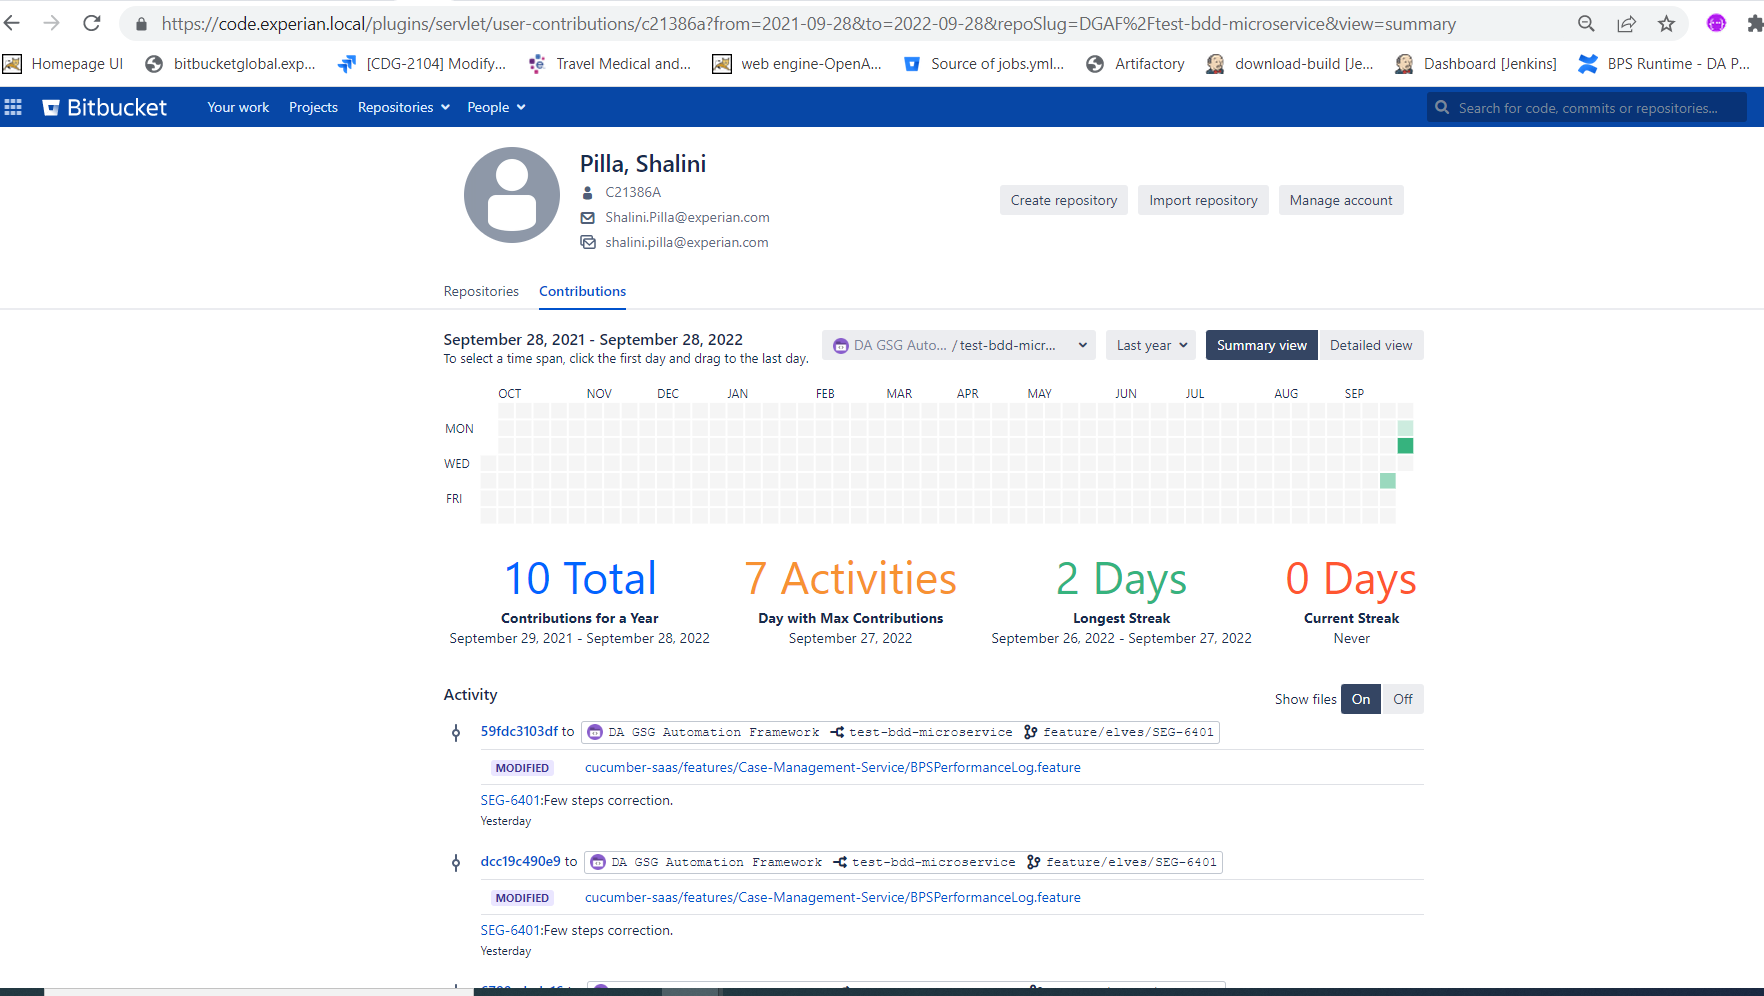 https://code.experian.local/plugins/servlet/user-contributions/c21386a?from=2021-09-28&to=2022-09-28&repoSlug=DGAF%2Ftest-bdd-microservice&view=summary
Homepage UI bitbucketglobal.exp... [CDG-2104] Modify... Travel Medical and... web engine-OpenA... Source of jobs.yml... Artifactory download-build [Je... Dashboard [Jenkins] BPS Runtime - DA P...
Bitbucket Your work Projects Repositories People Search for code, commits or repositories...
Pilla, Shalini
C21386A
Create repository Import repository Manage account
Shalini.Pilla@experian.com
shalini.pilla@experian.com
Repositories Contributions
September 28, 2021 - September 28, 2022
To select a time span, click the first day and drag to the last day.
DA GSG Auto... / test-bdd-micr... Last year Summary view Detailed view
OCT NOV DEC JAN FEB MAR APR MAY JUN JUL AUG SEP
MON
WED
FRI
10 Total 7 Activities 2 Days 0 Days
Contributions for a Year Day with Max Contributions Longest Streak Current Streak
September 29, 2021 - September 28, 2022 September 27, 2022 September 26, 2022 - September 27, 2022 Never
Activity Show files On Off
59fdc3103df to DA GSG Automation Framework test-bdd-microservice feature/elves/SEG-6401
MODIFIED cucumber-saas/features/Case-Management-Service/BPSPerformanceLog.feature
SEG-6401:Few steps correction.
Yesterday
dcc19c490e9 to DA GSG Automation Framework test-bdd-microservice feature/elves/SEG-6401
MODIFIED cucumber-saas/features/Case-Management-Service/BPSPerformanceLog.feature
SEG-6401:Few steps correction.
Yesterday